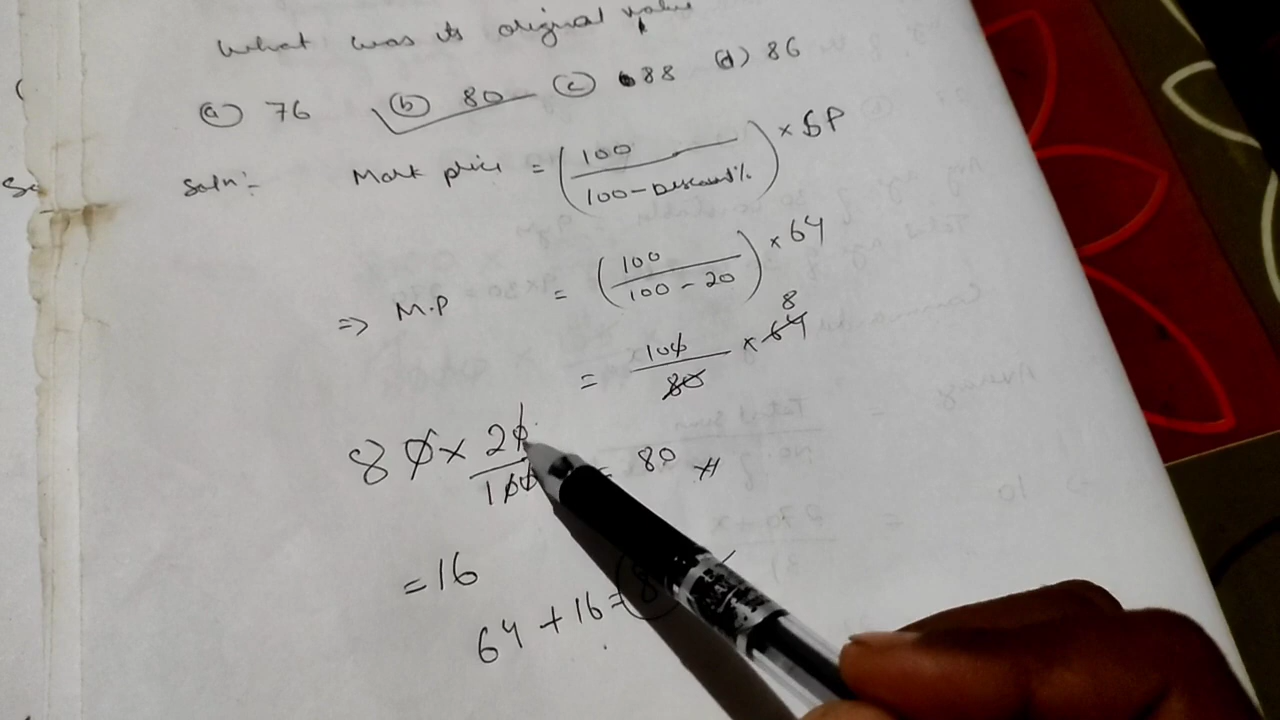 What was its original value
(a) 76 (b) 80 (c) 88 (d) 86
Soln:- Mark price = (100 / 100 - Discount%) × SP
=> M.P = (100 / 100 - 20) × 64
= 100 / 80 × 64 8
80 × 20 / 100 = 80
= 16
64 + 16 = 8